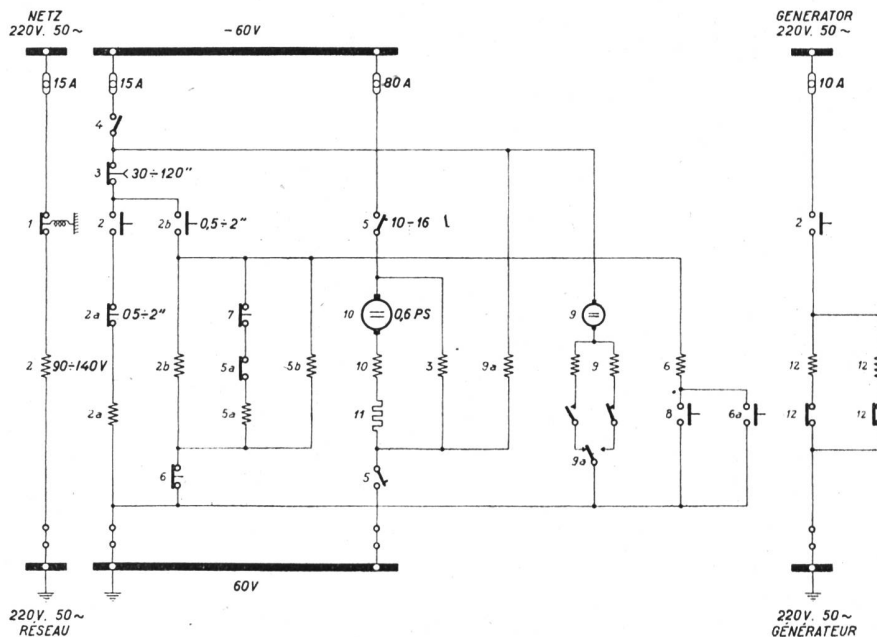 NETZ
220V. 50~
-60V
GENERATOR
220V. 50~
15A
15A
80A
10A
4
3
30÷120"
1
2
2b
0,5÷2"
5
10÷16
2
2a
05÷2"
7
10
0,6 PS
9
2
90÷140V
2b
5a
5b
10
3
9a
9
6
12
12
2a
5a
11
8
6a
12
12
6
5
9a
60V
220V. 50~
RÉSEAU
220V. 50~
GÉNÉRATEUR